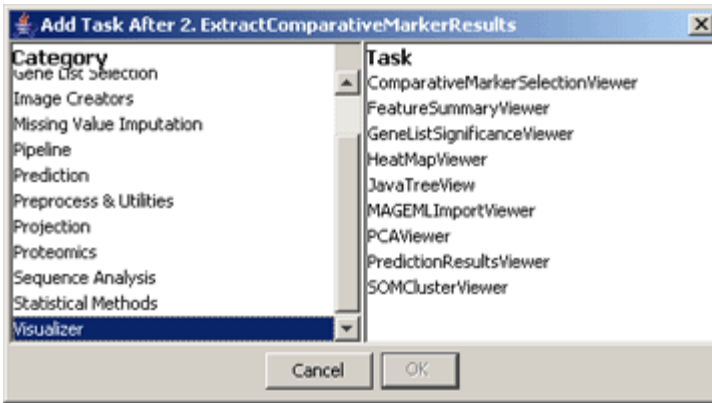 Add Task After 2. ExtractComparativeMarkerResults
Category
Gene List Selection
Image Creators
Missing Value Imputation
Pipeline
Prediction
Preprocess & Utilities
Projection
Proteomics
Sequence Analysis
Statistical Methods
Visualizer
Task
ComparativeMarkerSelectionViewer
FeatureSummaryViewer
GeneListSignificanceViewer
HeatMapViewer
JavaTreeView
MAGEMLImportViewer
PCAViewer
PredictionResultsViewer
SOMClusterViewer
Cancel
OK